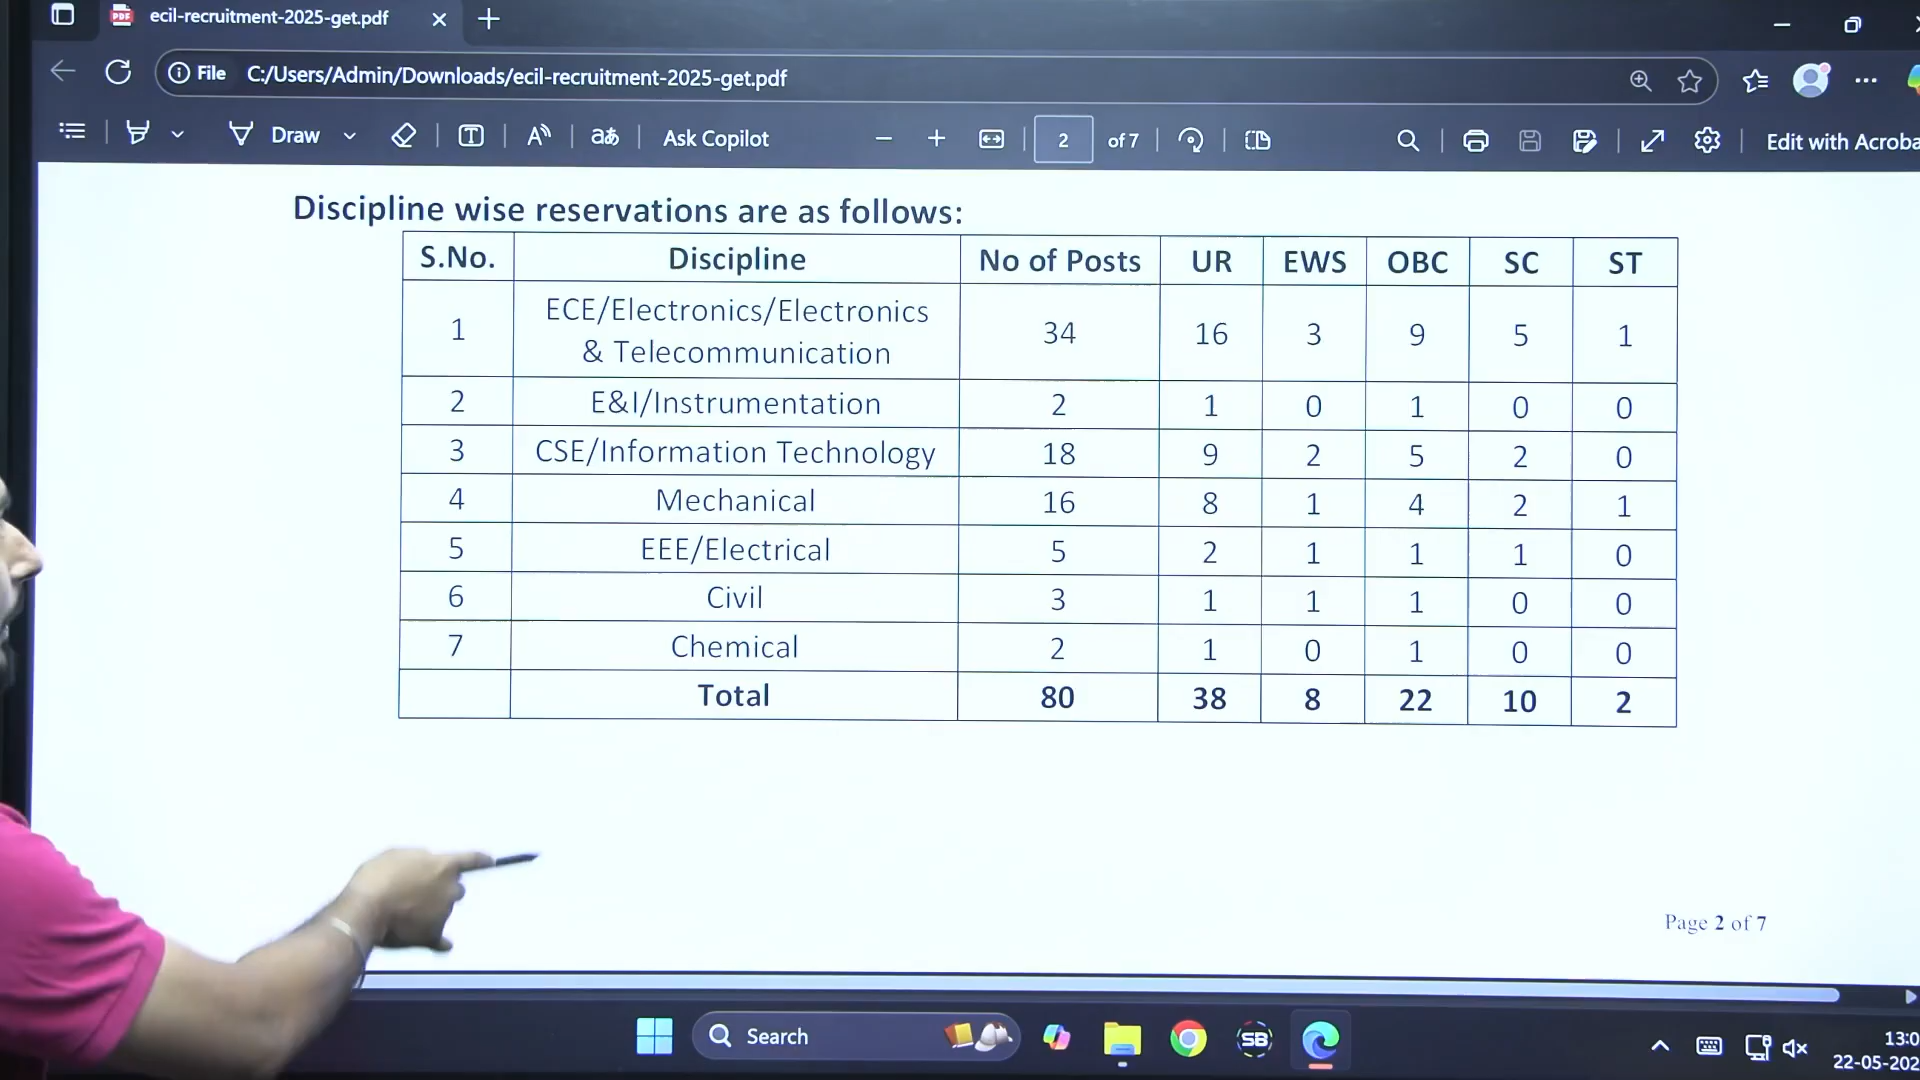 ecil-recruitment-2025-get.pdf
File C:/Users/Admin/Downloads/ecil-recruitment-2025-get.pdf
Draw aあ Ask Copilot 2 of 7 Edit with Acroba
Discipline wise reservations are as follows:
S.No. Discipline No of Posts UR EWS OBC SC ST
1 ECE/Electronics/Electronics & Telecommunication 34 16 3 9 5 1
2 E&I/Instrumentation 2 1 0 1 0 0
3 CSE/Information Technology 18 9 2 5 2 0
4 Mechanical 16 8 1 4 2 1
5 EEE/Electrical 5 2 1 1 1 0
6 Civil 3 1 1 1 0 0
7 Chemical 2 1 0 1 0 0
Total 80 38 8 22 10 2
Page 2 of 7
Search SB
13:0
22-05-202